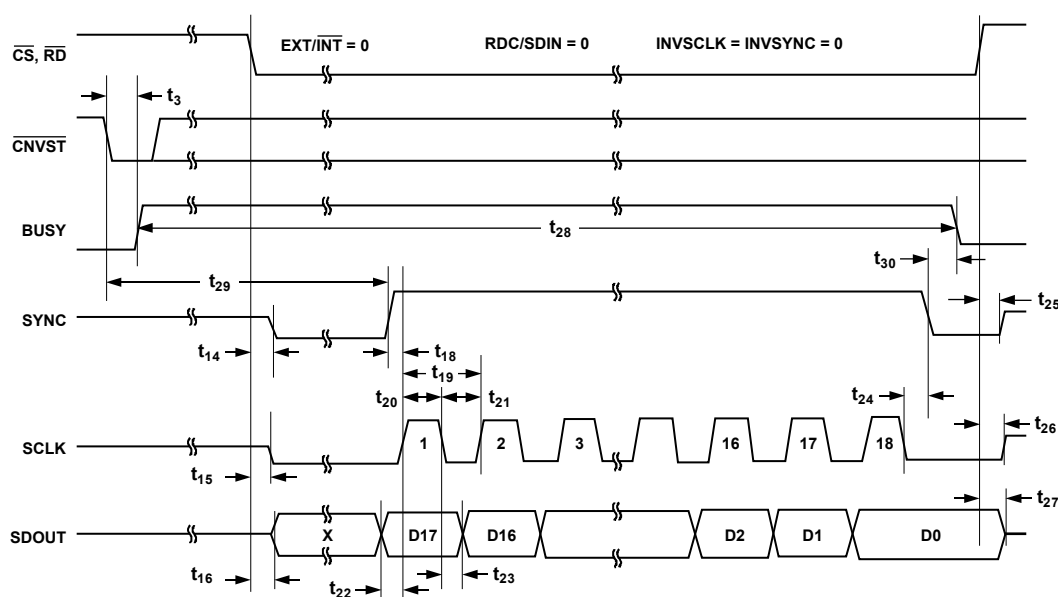 EXT/INT = 0 RDC/SDIN = 0 INVSCLK = INVSYNC = 0
CS, RD
t3
CNVST
BUSY
t28
t30
t29
t25
SYNC
t14
t18
t19
t20
t21
t24
t26
SCLK
1 2 3 16 17 18
t15
t27
SDOUT
X D17 D16 D2 D1 D0
t16
t22
t23